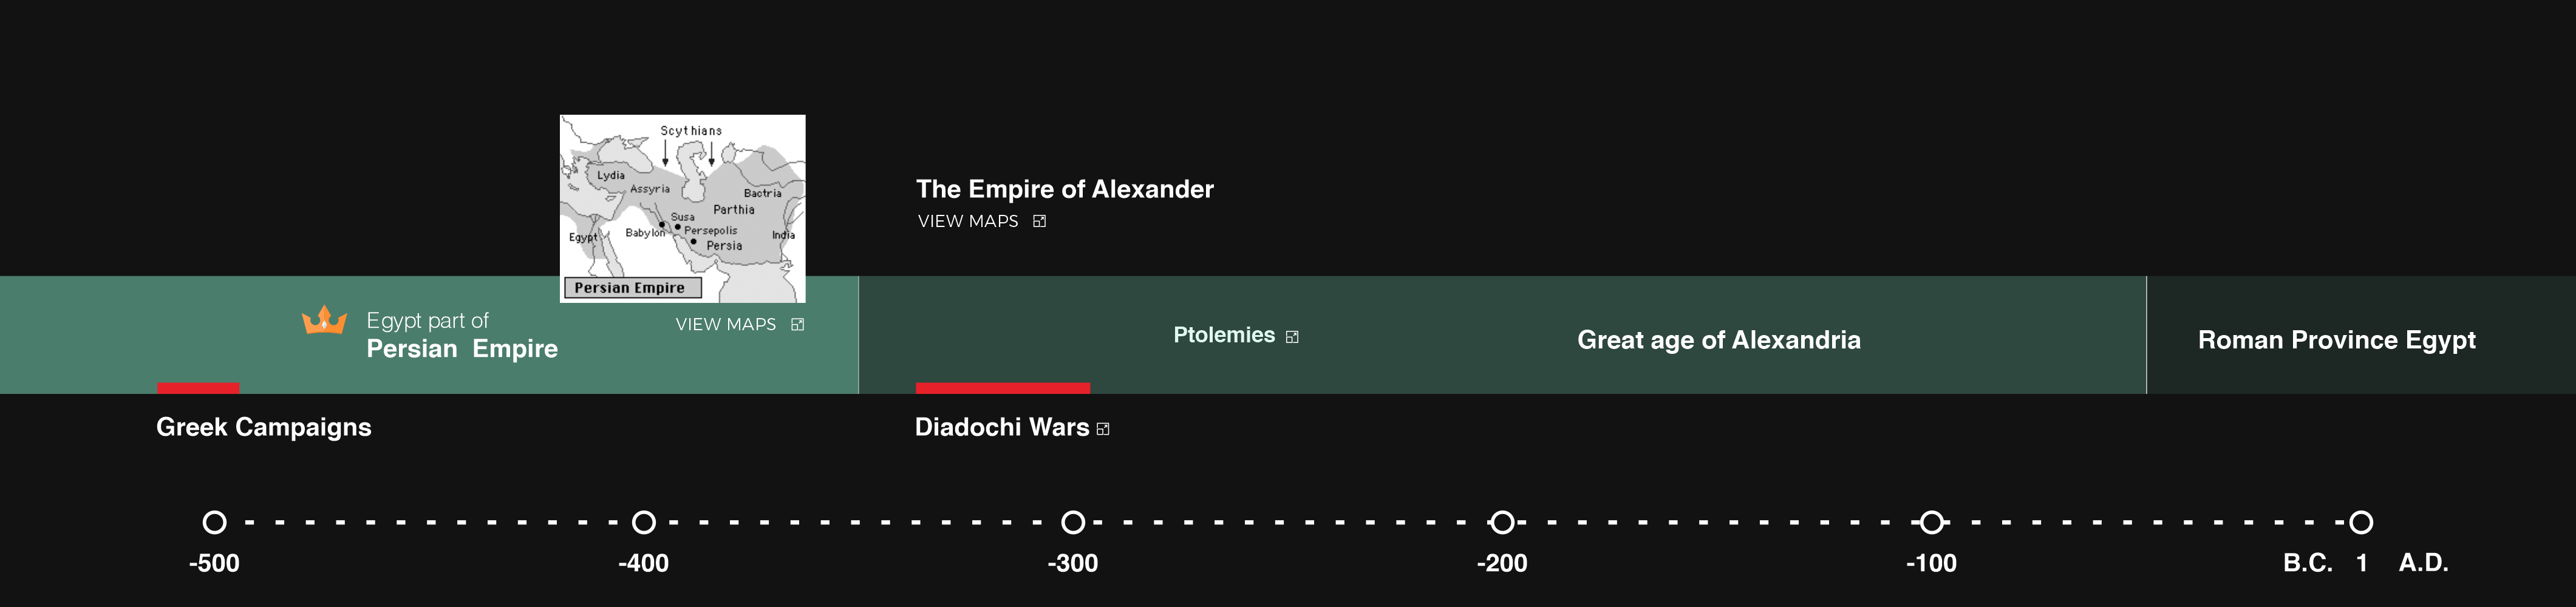 Scythians
Lydia
Assyria
Bactria
Parthia
Susa
Babylon
Persepolis
Egypt
India
Persia
Persian Empire
The Empire of Alexander
VIEW MAPS
Egypt part of
Persian Empire
VIEW MAPS
Ptolemies
Great age of Alexandria
Roman Province Egypt
Greek Campaigns
Diadochi Wars
-500
-400
-300
-200
-100
B.C. 1 A.D.